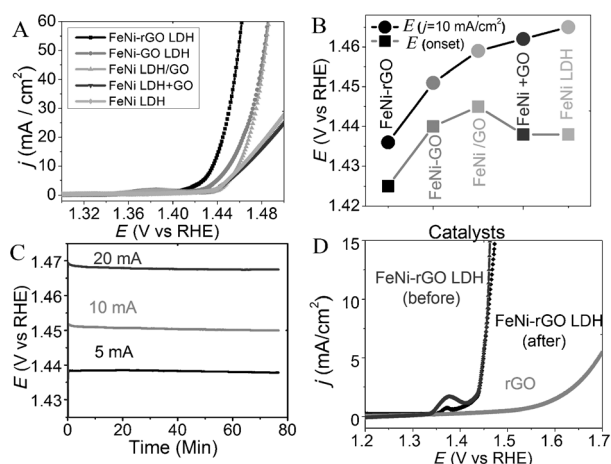 A
60
50
40
30
20
10
0
j (mA / cm²)
FeNi-rGO LDH
FeNi-GO LDH
FeNi LDH/GO
FeNi LDH+GO
FeNi LDH
1.32 1.36 1.40 1.44 1.48
E (V vs RHE)
B
E (j=10 mA/cm²)
E (onset)
1.46
1.45
1.44
1.43
1.42
E (V vs RHE)
FeNi-rGO
FeNi-GO
FeNi /GO
FeNi +GO
FeNi LDH
Catalysts
C
1.47
1.46
1.45
1.44
1.43
E (V vs RHE)
20 mA
10 mA
5 mA
0 20 40 60 80
Time (Min)
D
15
10
5
0
j (mA/cm²)
FeNi-rGO LDH
(before)
FeNi-rGO LDH
(after)
rGO
1.2 1.3 1.4 1.5 1.6 1.7
E (V vs RHE)